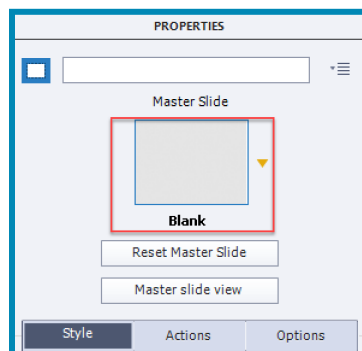 PROPERTIES
Master Slide
Blank
Reset Master Slide
Master slide view
Style Actions Options